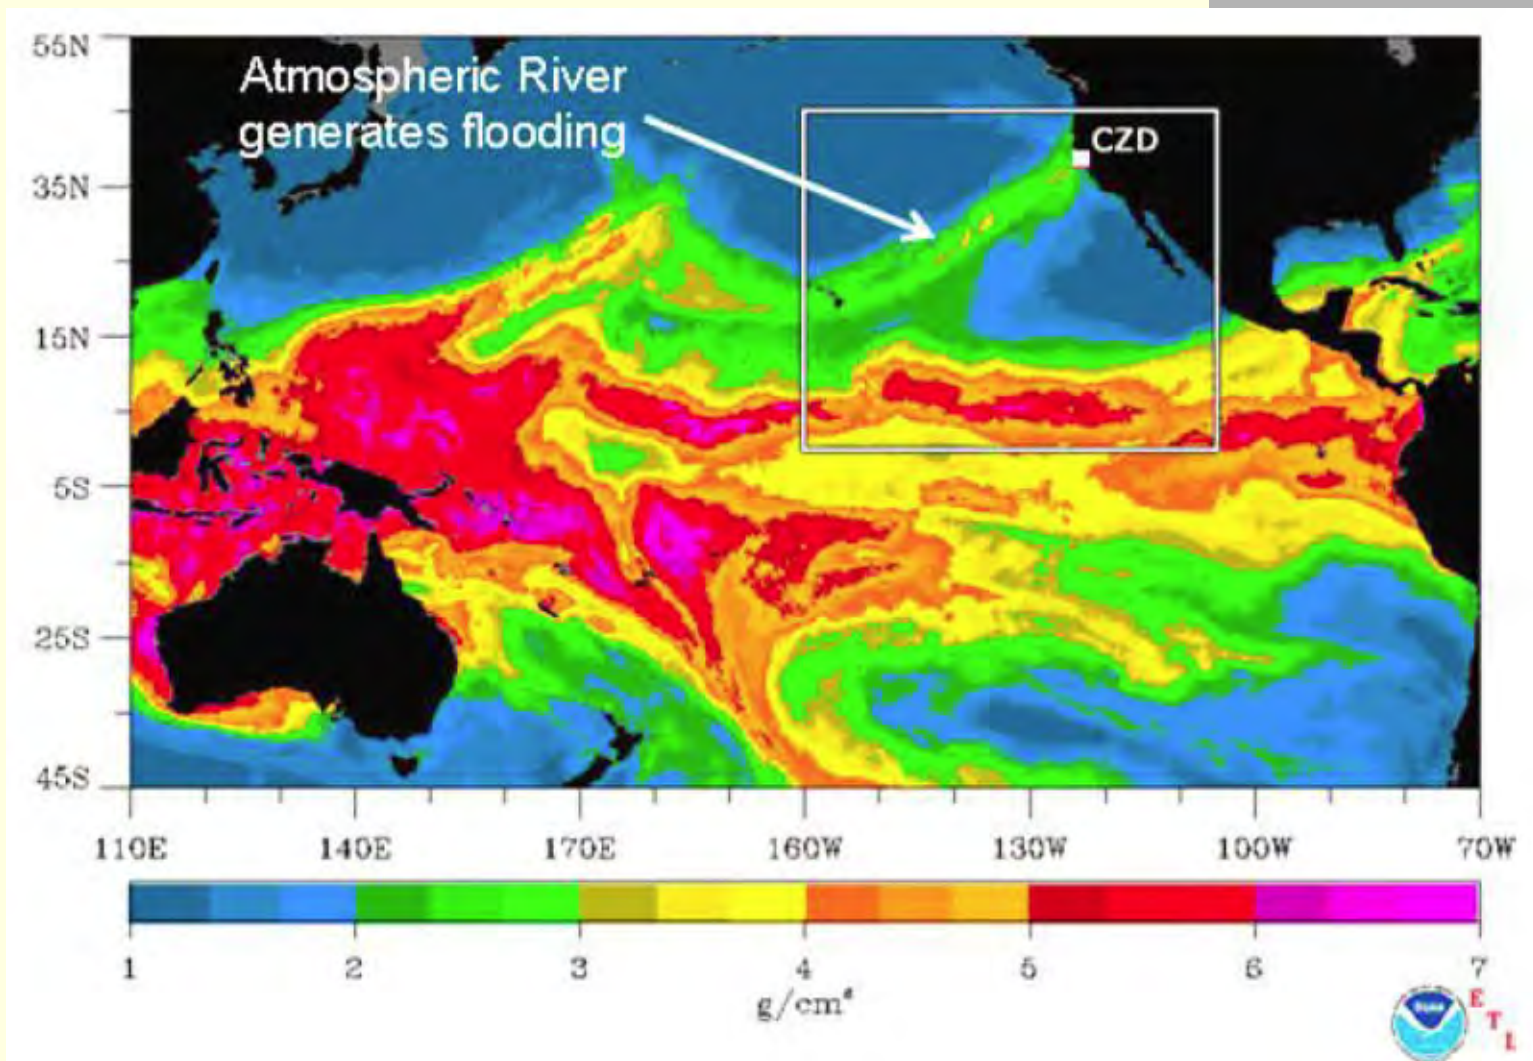 55N
Atmospheric River
generates flooding
CZD
35N
15N
5S
25S
45S
110E 140E 170E 160W 130W 100W 70W
1 2 3 4 5 6 7
g/cm²
E
T
L